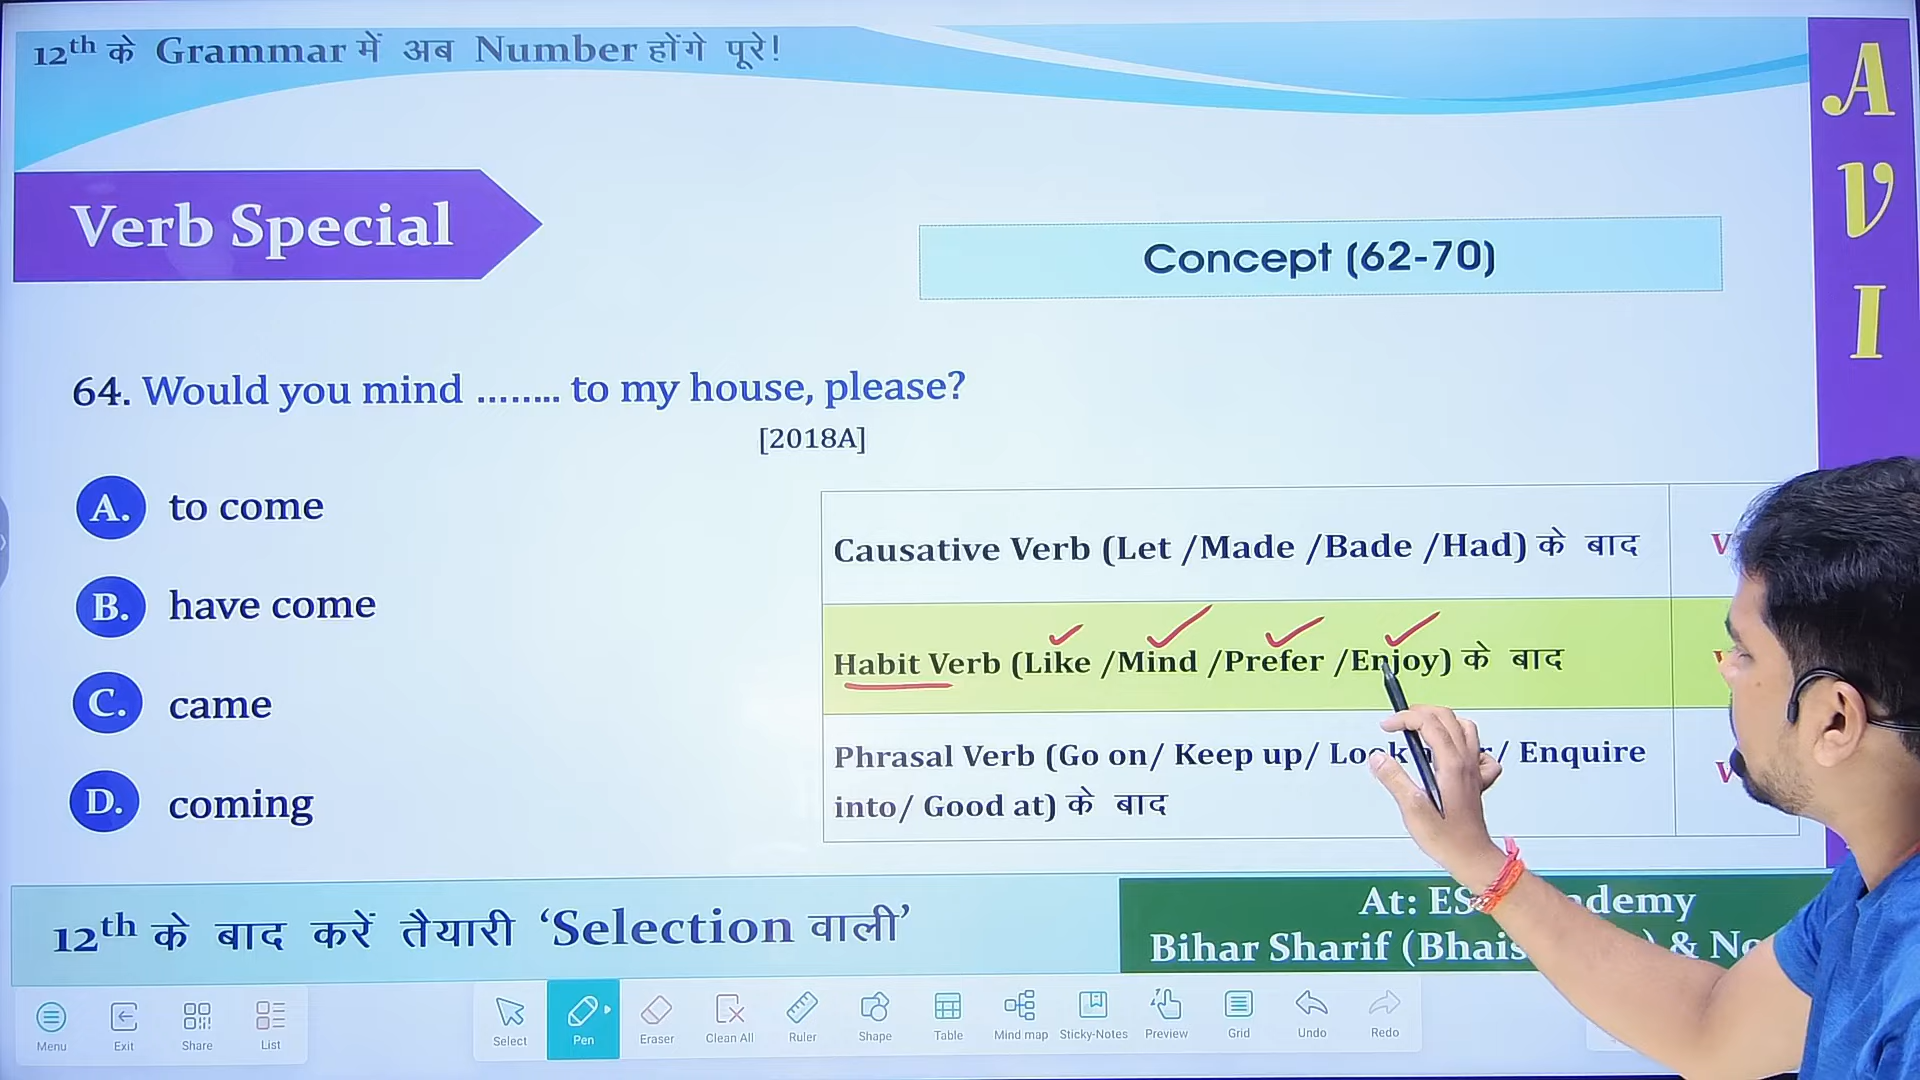 12th के Grammar में अब Number होंगे पूरे!
A
V
I
Verb Special
Concept (62-70)
64. Would you mind ........ to my house, please?
[2018A]
A. to come
B. have come
C. came
D. coming
Causative Verb (Let /Made /Bade /Had) के बाद
Habit Verb (Like /Mind /Prefer /Enjoy) के बाद
Phrasal Verb (Go on/ Keep up/ / Enquire
into/ Good at) के बाद
12th के बाद करें तैयारी ‘Selection वाली’
At:
Bihar Sharif &
Menu Exit Share List Select Pen Eraser Clean All Ruler Shape Table Mind map Sticky-Notes Preview Grid Undo Redo